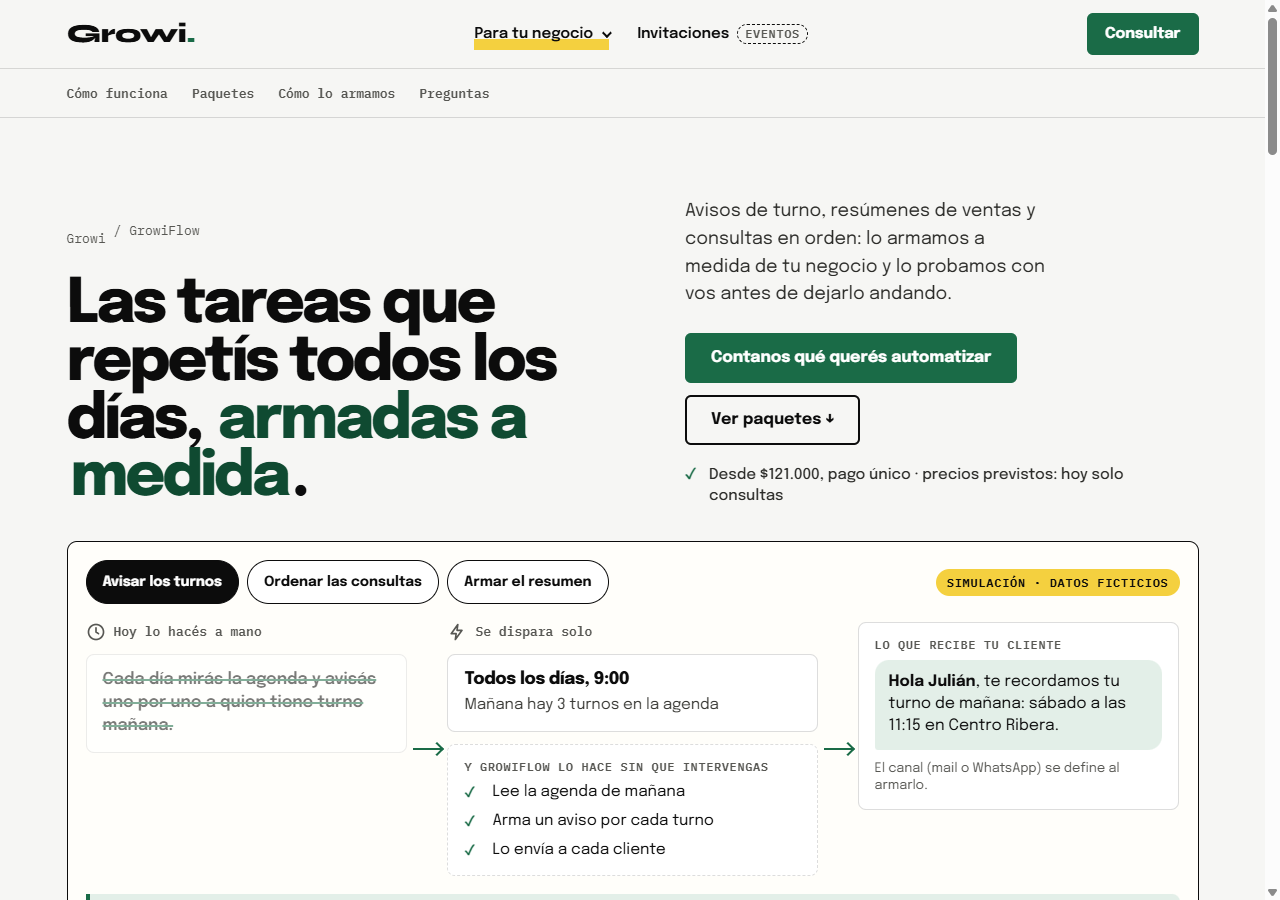 Growi.
Para tu negocio
Invitaciones
EVENTOS
Consultar
Cómo funciona
Paquetes
Cómo lo armamos
Preguntas
Growi / GrowiFlow
Las tareas que
repetís todos los
días, armadas a
medida.
Avisos de turno, resúmenes de ventas y
consultas en orden: lo armamos a
medida de tu negocio y lo probamos con
vos antes de dejarlo andando.
Contanos qué querés automatizar
Ver paquetes ↓
✓ Desde $121.000, pago único · precios previstos: hoy solo
consultas
Avisar los turnos
Ordenar las consultas
Armar el resumen
SIMULACIÓN · DATOS FICTICIOS
Hoy lo hacés a mano
Cada día mirás la agenda y avisás
uno por uno a quien tiene turno
mañana.
Se dispara solo
Todos los días, 9:00
Mañana hay 3 turnos en la agenda
Y GROWIFLOW LO HACE SIN QUE INTERVENGAS
✓ Lee la agenda de mañana
✓ Arma un aviso por cada turno
✓ Lo envía a cada cliente
LO QUE RECIBE TU CLIENTE
Hola Julián, te recordamos tu
turno de mañana: sábado a las
11:15 en Centro Ribera.
El canal (mail o WhatsApp) se define al
armarlo.